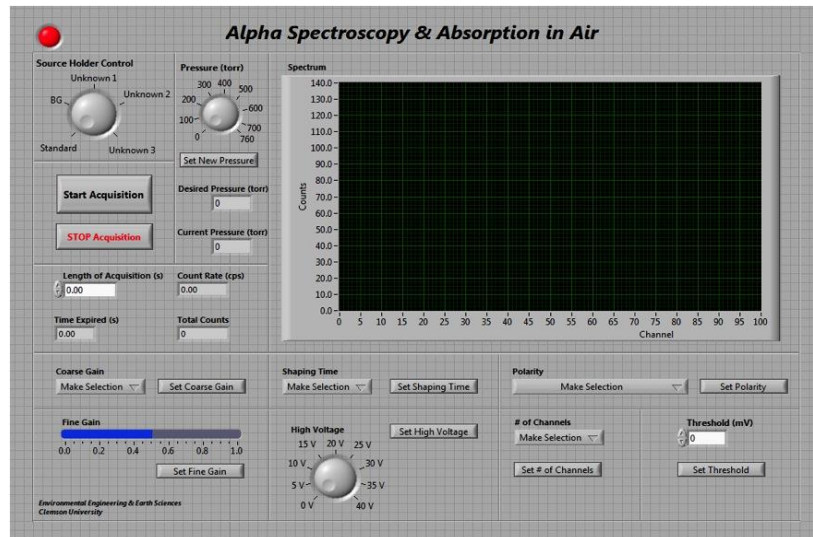 Alpha Spectroscopy & Absorption in Air
Source Holder Control
Unknown 1
BG
Unknown 2
Standard
Unknown 3
Pressure (torr)
300 400 500
200
600
100
700
0
760
Set New Pressure
Start Acquisition
STOP Acquisition
Desired Pressure (torr)
0
Current Pressure (torr)
0
Length of Acquisition (s)
0.00
Count Rate (cps)
0.00
Time Expired (s)
0.00
Total Counts
0
Spectrum
140.0
130.0
120.0
110.0
100.0
90.0
80.0
70.0
60.0
50.0
40.0
30.0
20.0
10.0
0.0
Counts
0 5 10 15 20 25 30 35 40 45 50 55 60 65 70 75 80 85 90 95 100
Channel
Coarse Gain
Make Selection
Set Coarse Gain
Shaping Time
Make Selection
Set Shaping Time
Polarity
Make Selection
Set Polarity
Fine Gain
0.0 0.2 0.4 0.6 0.8 1.0
Set Fine Gain
High Voltage
15 V 20 V 25 V
10 V
30 V
5 V
35 V
0 V
40 V
Set High Voltage
# of Channels
Make Selection
Set # of Channels
Threshold (mV)
0
Set Threshold
Environmental Engineering & Earth Sciences
Clemson University